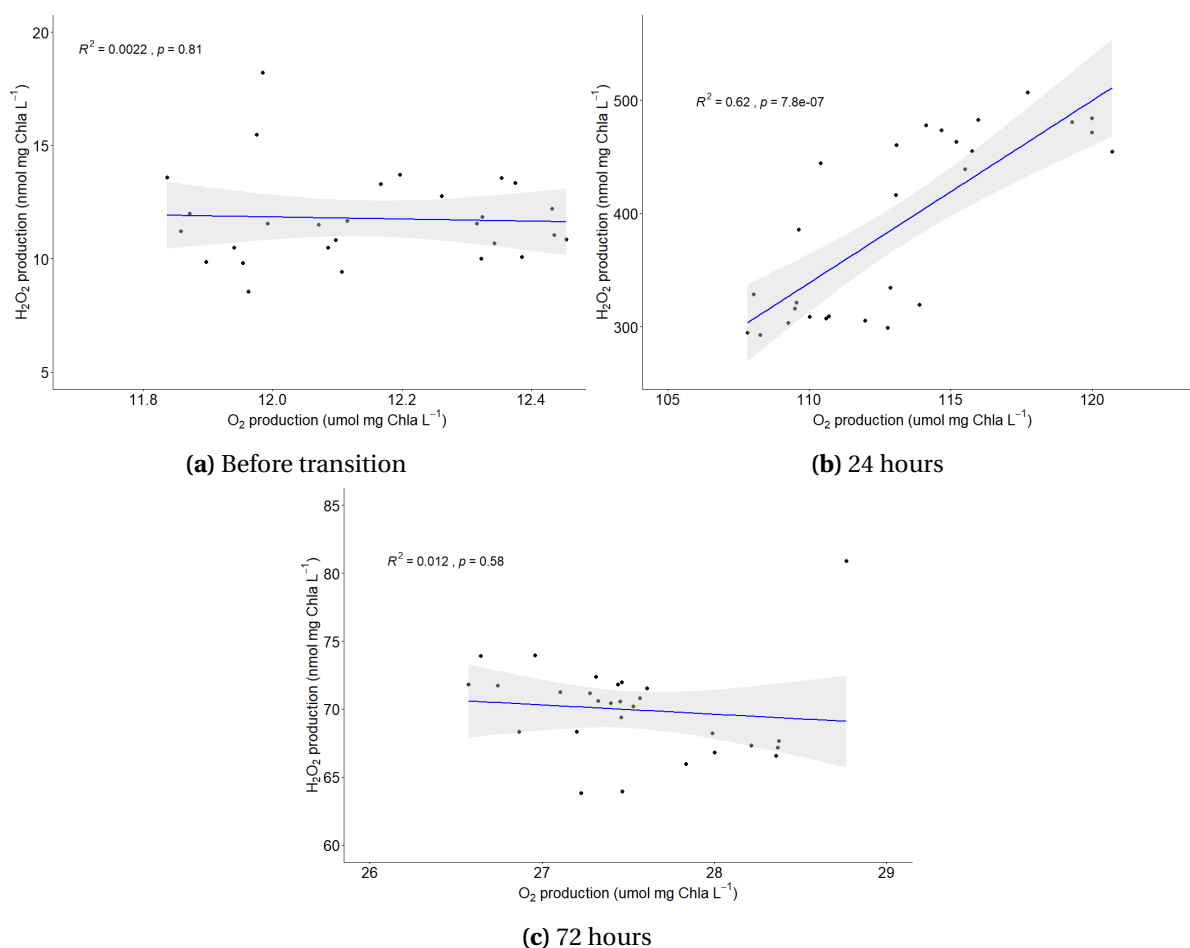 R² = 0.0022 , p = 0.81
H₂O₂ production (nmol mg Chla L⁻¹)
20
15
10
5
11.8 12.0 12.2 12.4
O₂ production (umol mg Chla L⁻¹)
(a) Before transition
R² = 0.62 , p = 7.8e-07
H₂O₂ production (nmol mg Chla L⁻¹)
500
400
300
105 110 115 120
O₂ production (umol mg Chla L⁻¹)
(b) 24 hours
R² = 0.012 , p = 0.58
H₂O₂ production (nmol mg Chla L⁻¹)
85
80
75
70
65
60
26 27 28 29
O₂ production (umol mg Chla L⁻¹)
(c) 72 hours